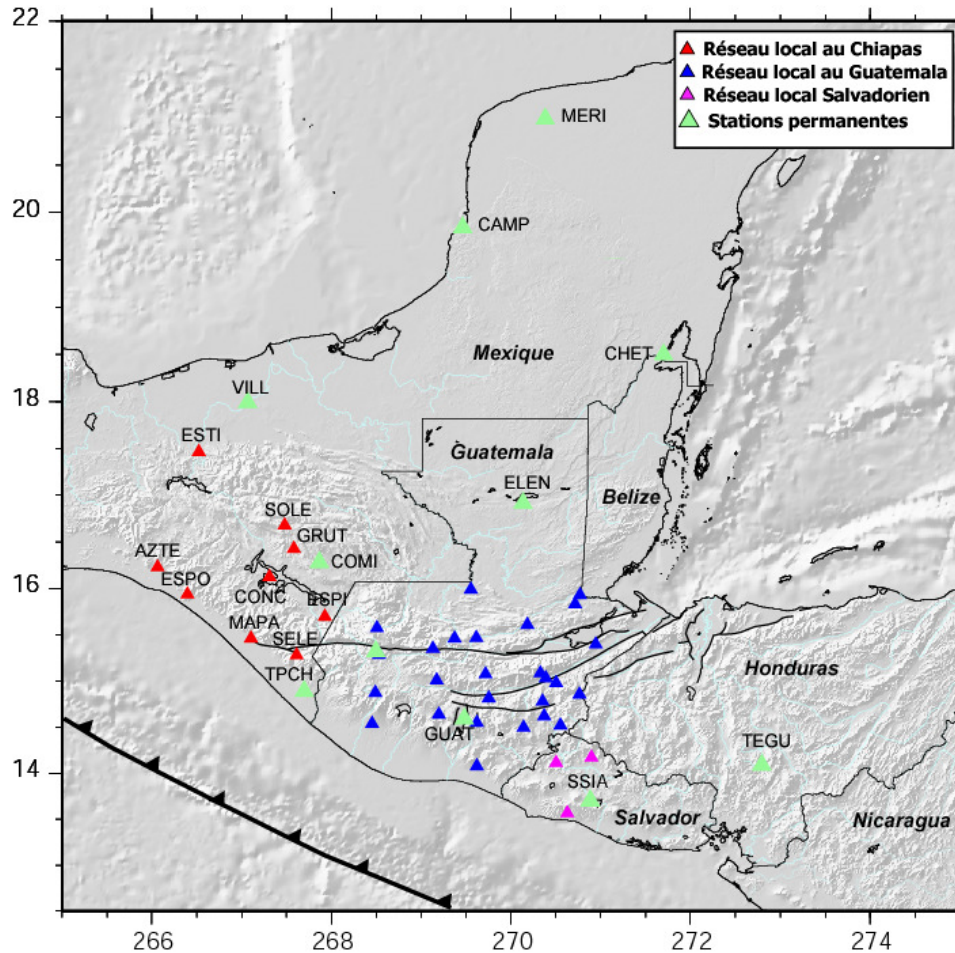 22
Réseau local au Chiapas
Réseau local au Guatemala
Réseau local Salvadorien
Stations permanentes
MERI
20
CAMP
Mexique
CHET
VILL
18
ESTI
Guatemala
ELEN
Belize
SOLE
GRUT
AZTE
COMI
ESPO
16
CONC
ESPI
MAPA
SELE
TPCH
Honduras
GUAT
TEGU
14
SSIA
Salvador
Nicaragua
266
268
270
272
274